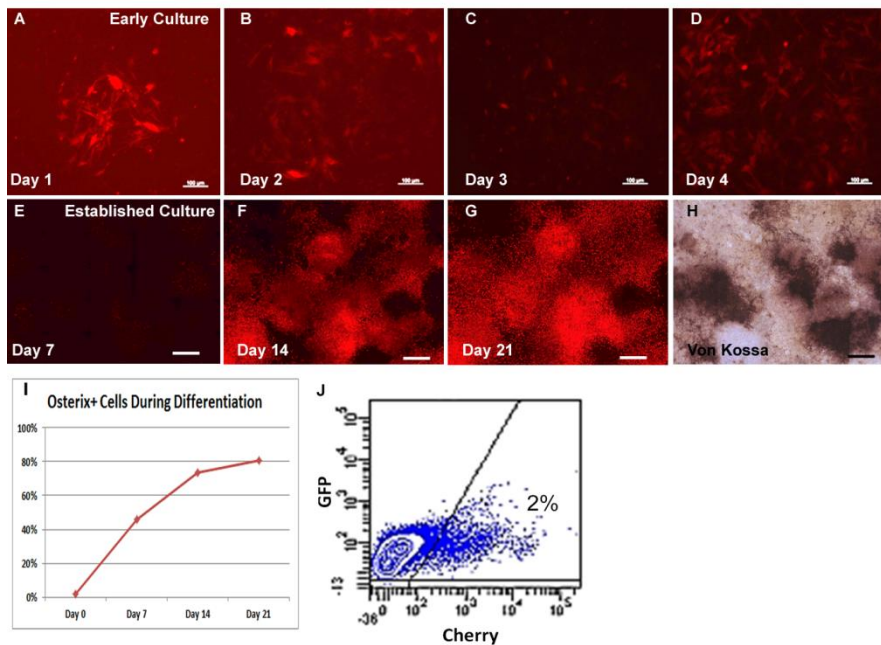 A Early Culture
Day 1
100 µm
B
Day 2
100 µm
C
Day 3
100 µm
D
Day 4
100 µm
E Established Culture
Day 7
F
Day 14
G
Day 21
H
Von Kossa
I
Osterix+ Cells During Differentiation
100%
80%
60%
40%
20%
0%
Day 0 Day 7 Day 14 Day 21
J
GFP
10^5
10^4
10^3
10^2
-13
2%
-36 0 10^2 10^3 10^4 10^5
Cherry